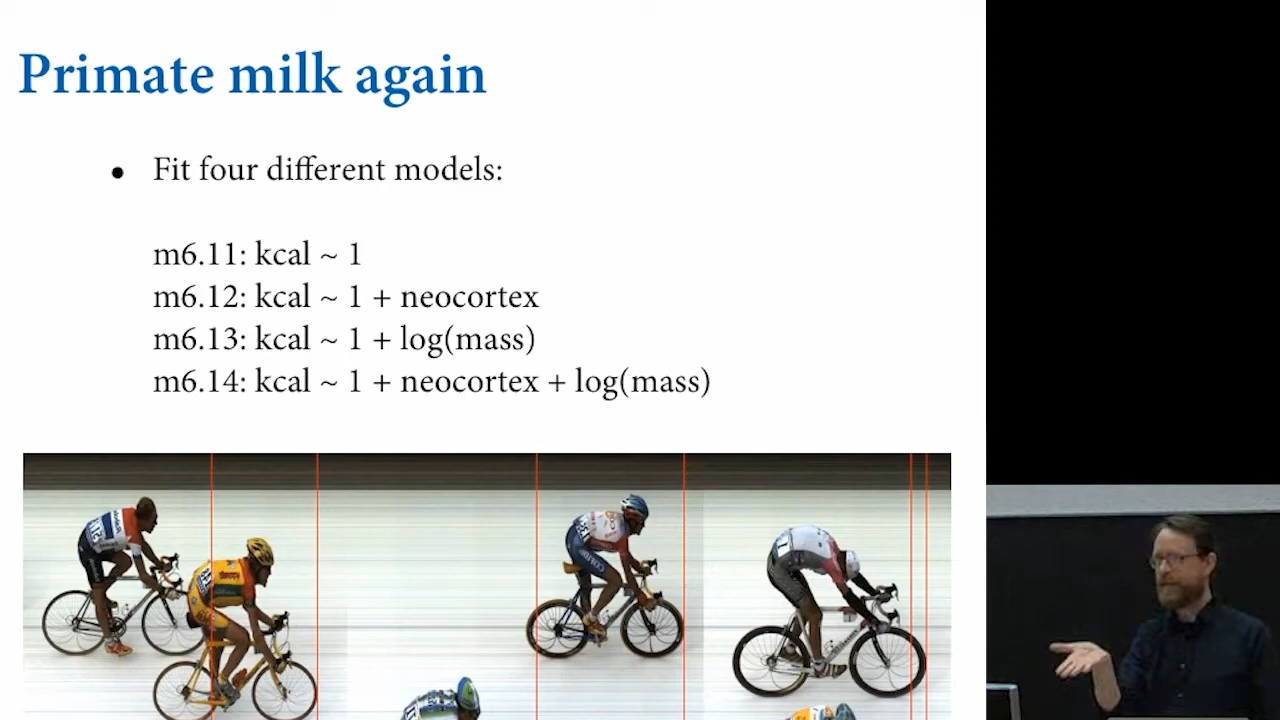 Primate milk again
• Fit four different models:
m6.11: kcal ~ 1
m6.12: kcal ~ 1 + neocortex
m6.13: kcal ~ 1 + log(mass)
m6.14: kcal ~ 1 + neocortex + log(mass)